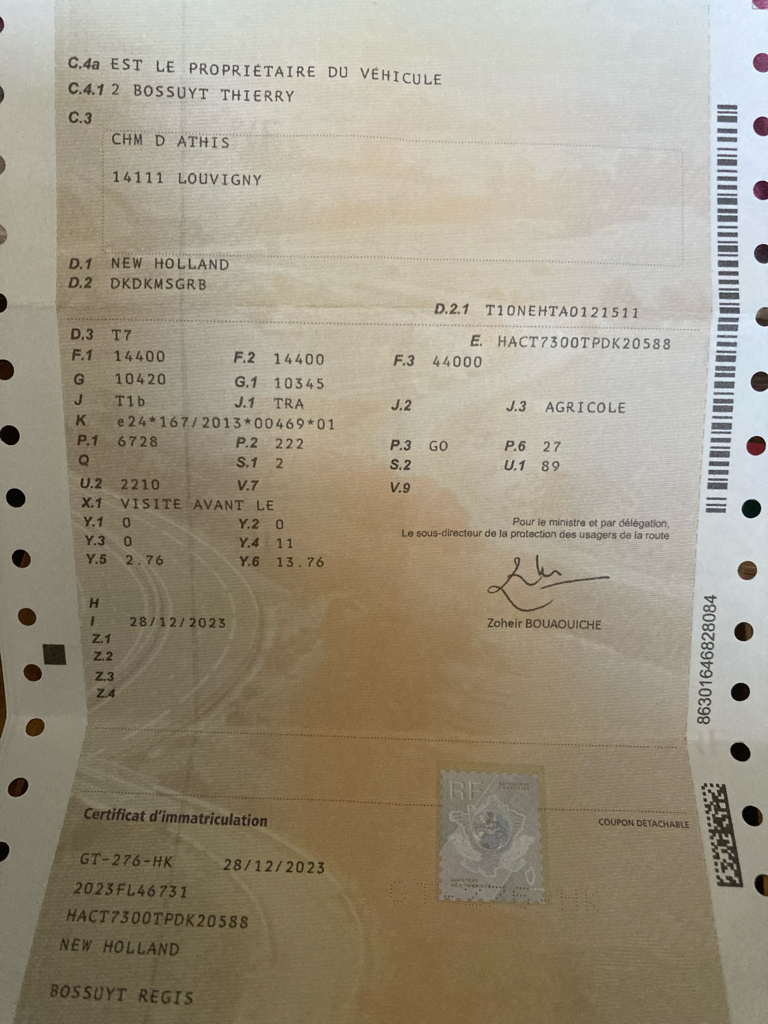 C.4a EST LE PROPRIÉTAIRE DU VÉHICULE
C.4.1 2 BOSSUYT THIERRY
C.3
CHM D ATHIS
14111 LOUVIGNY
D.1 NEW HOLLAND
D.2 DKDKMSGRB
D.2.1 T10NEHTA0121511
D.3 T7
E. HACT7300TPDK20588
F.1 14400 F.2 14400 F.3 44000
G 10420 G.1 10345
J T1b J.1 TRA J.2 J.3 AGRICOLE
K e24*167/2013*00469*01
P.1 6728 P.2 222 P.3 GO P.6 27
Q S.1 2 S.2 U.1 89
U.2 2210 V.7 V.9
X.1 VISITE AVANT LE
Y.1 0 Y.2 0
Y.3 0 Y.4 11
Y.5 2.76 Y.6 13.76
Pour le ministre et par délégation,
Le sous-directeur de la protection des usagers de la route
Zoheir BOUAOUICHE
H
I 28/12/2023
Z.1
Z.2
Z.3
Z.4
86301646828084
Certificat d'immatriculation
COUPON DÉTACHABLE
RF
GT-276-HK 28/12/2023
2023FL46731
HACT7300TPDK20588
NEW HOLLAND
BOSSUYT REGIS